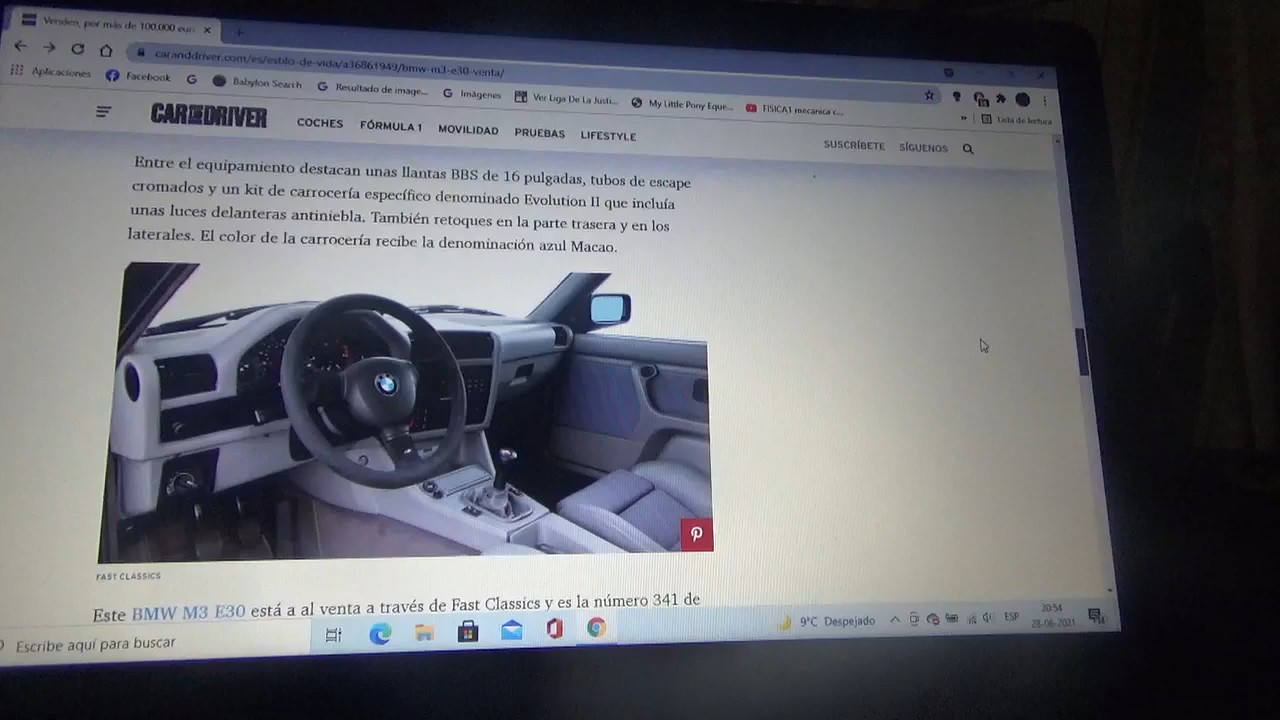 Venden, por más de 100.000 eur
caranddriver.com/es/estilo-de-vida/a36861949/bmw-m3-e30-venta/
Aplicaciones Facebook Babylon Search Resultado de image... Imágenes Ver Liga De La Justi... My Little Pony Eque... FISICA1 mecanica c... » Lista de lectura
CAR AND DRIVER COCHES FÓRMULA 1 MOVILIDAD PRUEBAS LIFESTYLE SUSCRÍBETE SÍGUENOS
Entre el equipamiento destacan unas llantas BBS de 16 pulgadas, tubos de escape
cromados y un kit de carrocería específico denominado Evolution II que incluía
unas luces delanteras antiniebla. También retoques en la parte trasera y en los
laterales. El color de la carrocería recibe la denominación azul Macao.
FAST CLASSICS
Este BMW M3 E30 está a al venta a través de Fast Classics y es la número 341 de
Escribe aquí para buscar 9°C Despejado ESP 20:54
28-06-2021